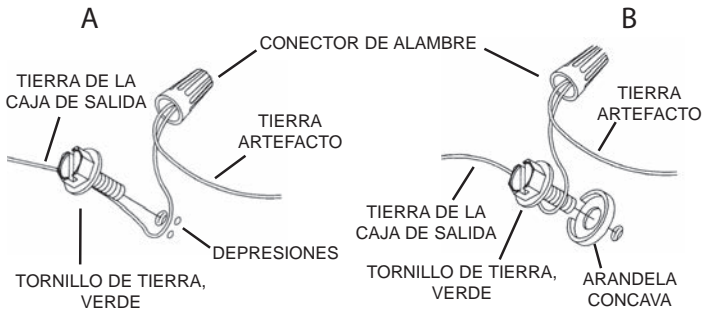 A
B
CONECTOR DE ALAMBRE
TIERRA DE LA
CAJA DE SALIDA
TIERRA
ARTEFACTO
DEPRESIONES
TORNILLO DE TIERRA,
VERDE
TIERRA
ARTEFACTO
TIERRA DE LA
CAJA DE SALIDA
TORNILLO DE TIERRA,
VERDE
ARANDELA
CONCAVA